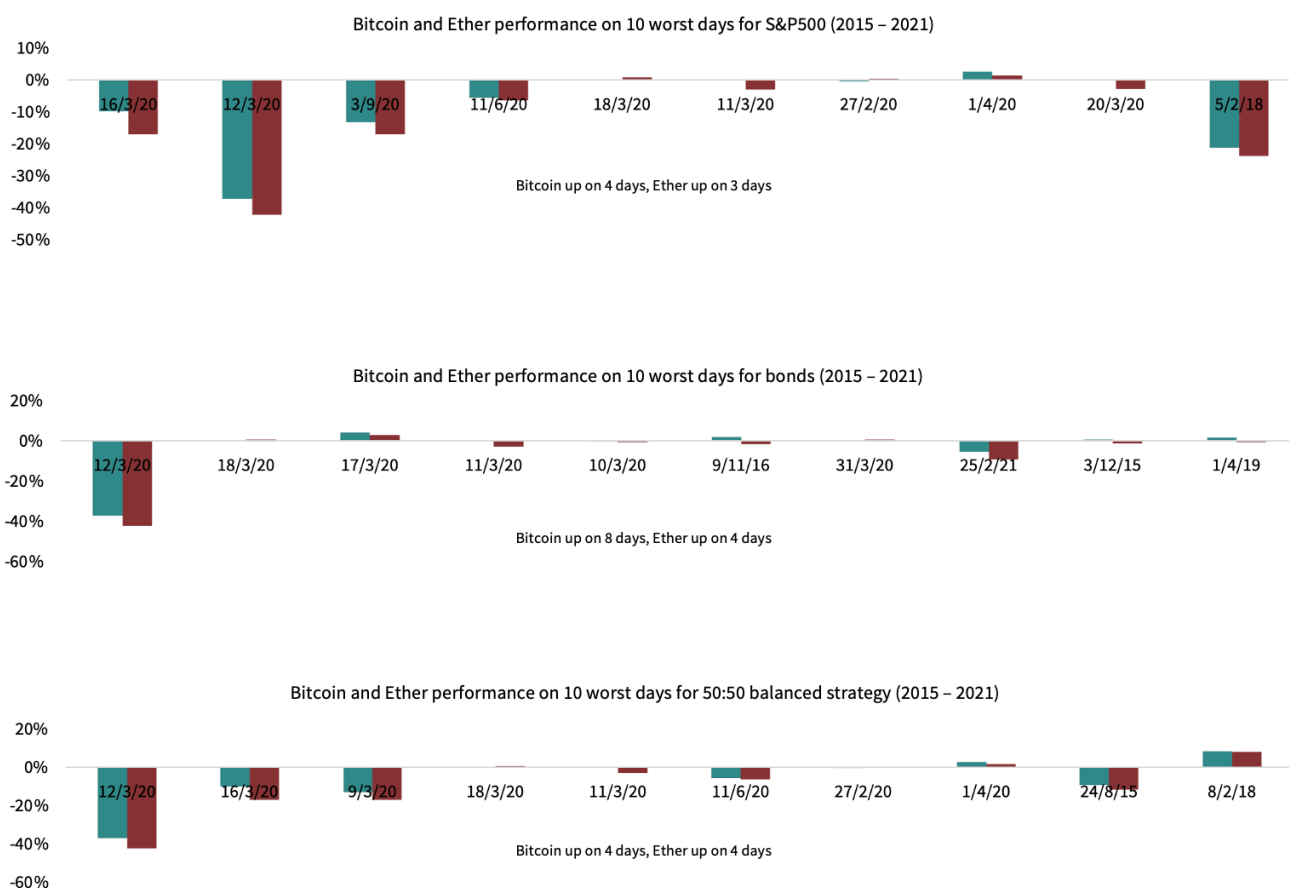 Bitcoin and Ether performance on 10 worst days for S&P500 (2015 – 2021)
10%
0%
-10%
-20%
-30%
-40%
-50%
16/3/20 12/3/20 3/9/20 11/6/20 18/3/20 11/3/20 27/2/20 1/4/20 20/3/20 5/2/18
Bitcoin up on 4 days, Ether up on 3 days
Bitcoin and Ether performance on 10 worst days for bonds (2015 – 2021)
20%
0%
-20%
-40%
-60%
12/3/20 18/3/20 17/3/20 11/3/20 10/3/20 9/11/16 31/3/20 25/2/21 3/12/15 1/4/19
Bitcoin up on 8 days, Ether up on 4 days
Bitcoin and Ether performance on 10 worst days for 50:50 balanced strategy (2015 – 2021)
20%
0%
-20%
-40%
-60%
12/3/20 16/3/20 9/3/20 18/3/20 11/3/20 11/6/20 27/2/20 1/4/20 24/8/15 8/2/18
Bitcoin up on 4 days, Ether up on 4 days